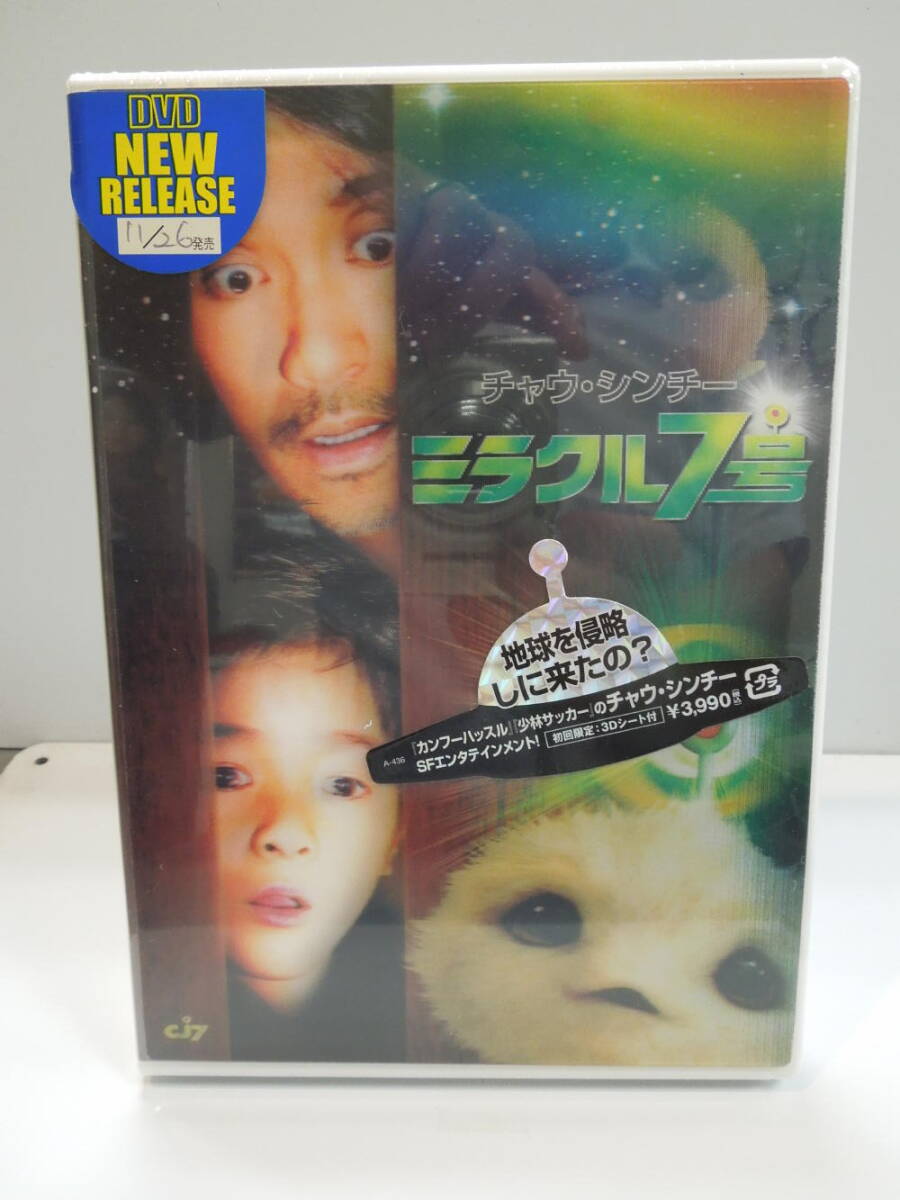 DVD
NEW
RELEASE
11/26発売
チャウ・シンチー
ミラクル7号
地球を侵略
しに来たの?
『カンフーハッスル』『少林サッカー』のチャウ・シンチー
A-436 SFエンタテインメント! 初回限定:3Dシート付 ¥3,990(税込)
プラ
CJ7